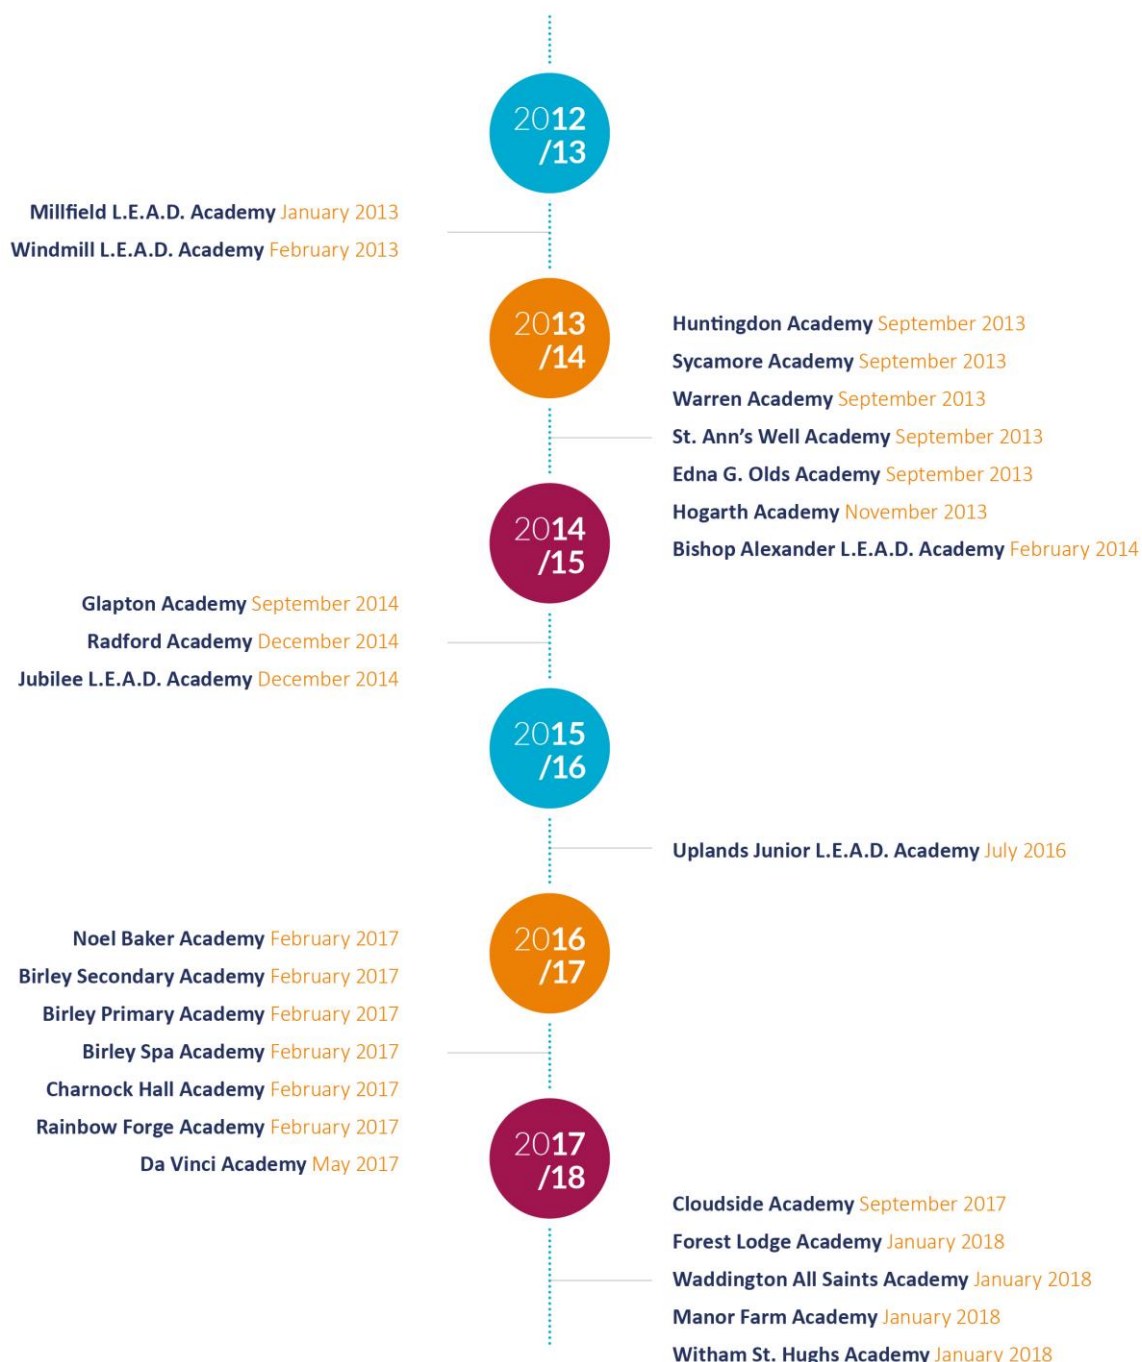 2012
/13
Millfield L.E.A.D. Academy January 2013
Windmill L.E.A.D. Academy February 2013
2013
/14
Huntingdon Academy September 2013
Sycamore Academy September 2013
Warren Academy September 2013
St. Ann’s Well Academy September 2013
Edna G. Olds Academy September 2013
Hogarth Academy November 2013
Bishop Alexander L.E.A.D. Academy February 2014
2014
/15
Glapton Academy September 2014
Radford Academy December 2014
Jubilee L.E.A.D. Academy December 2014
2015
/16
Uplands Junior L.E.A.D. Academy July 2016
2016
/17
Noel Baker Academy February 2017
Birley Secondary Academy February 2017
Birley Primary Academy February 2017
Birley Spa Academy February 2017
Charnock Hall Academy February 2017
Rainbow Forge Academy February 2017
Da Vinci Academy May 2017
2017
/18
Cloudside Academy September 2017
Forest Lodge Academy January 2018
Waddington All Saints Academy January 2018
Manor Farm Academy January 2018
Witham St. Hughs Academy January 2018